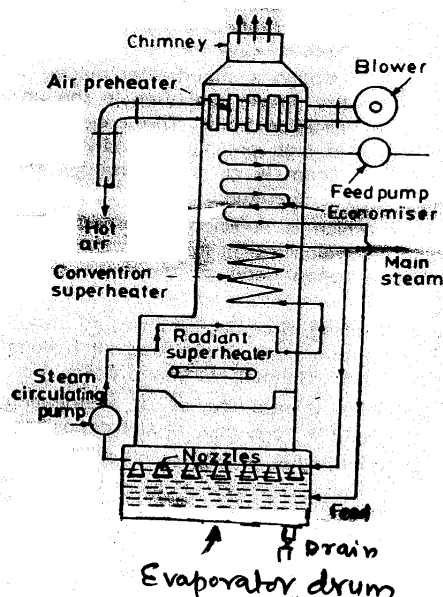 Chimney
Air preheater
Blower
Feed pump
Economiser
Hot
air
Convention
superheater
Main
steam
Radiant
superheater
Steam
circulating
pump
Nozzles
Feed
Drain
Evaporator drum